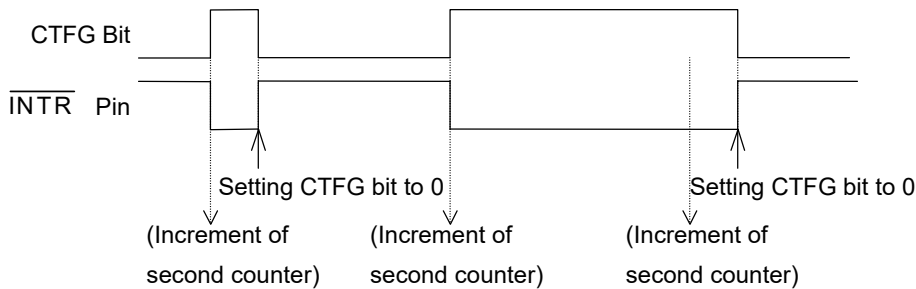 CTFG Bit
INTR Pin
Setting CTFG bit to 0
Setting CTFG bit to 0
(Increment of
second counter)
(Increment of
second counter)
(Increment of
second counter)